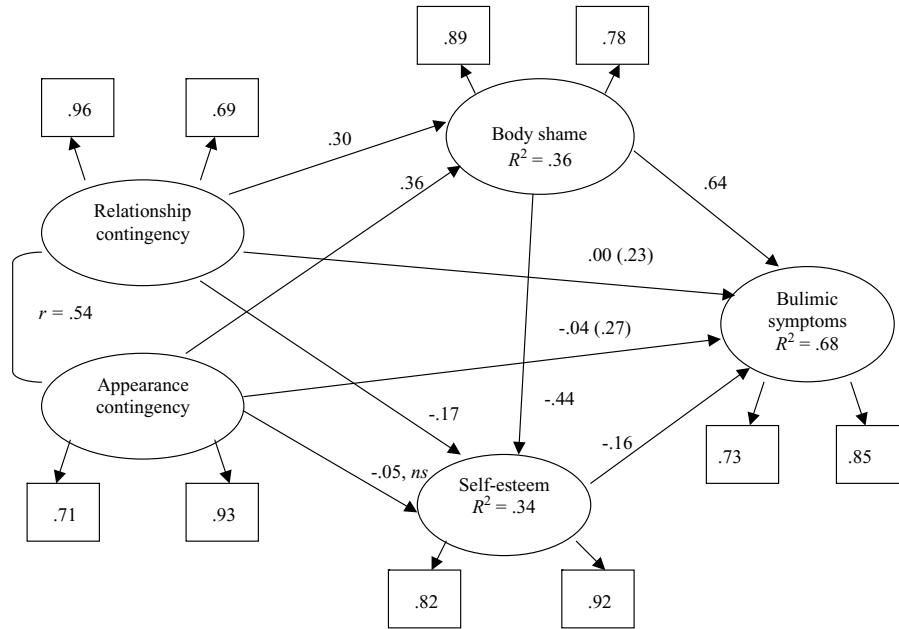 .89
.78
.96
.69
.30
Body shame
R² = .36
.36
.64
Relationship
contingency
.00 (.23)
r = .54
Bulimic
symptoms
R² = .68
-.04 (.27)
Appearance
contingency
-.17
-.44
-.16
.73
.85
-.05, ns
Self-esteem
R² = .34
.71
.93
.82
.92